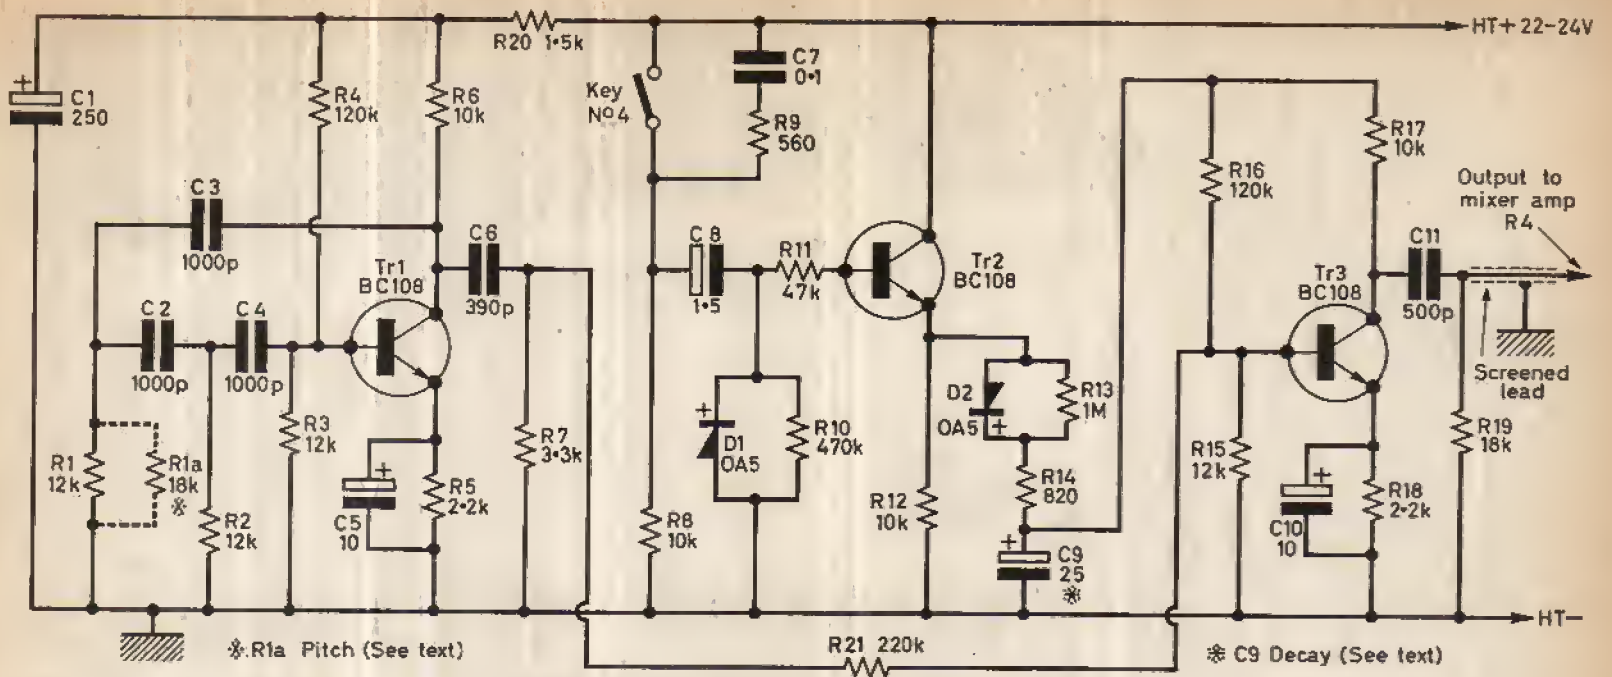 HT+ 22-24V
R20 1·5k
C1
250
+
R4
120k
R6
10k
Key
Nº4
C7
0·1
R9
560
R17
10k
R16
120k
Output to
mixer amp
R4
C3
1000p
C6
390p
Tr1
BC108
C8
1·5
R11
47k
Tr2
BC108
Tr3
BC108
C11
500p
C2
1000p
C4
1000p
Screened
lead
R1
12k
R1a
18k
※
R2
12k
R3
12k
+
C5
10
R5
2·2k
R7
3·3k
R8
10k
+
D1
OA5
R10
470k
D2
OA5
+
R13
1M
R12
10k
R14
820
+
C9
25
※
R15
12k
+
C10
10
R18
2·2k
R19
18k
HT−
※ R1a Pitch (See text)
R21 220k
※ C9 Decay (See text)